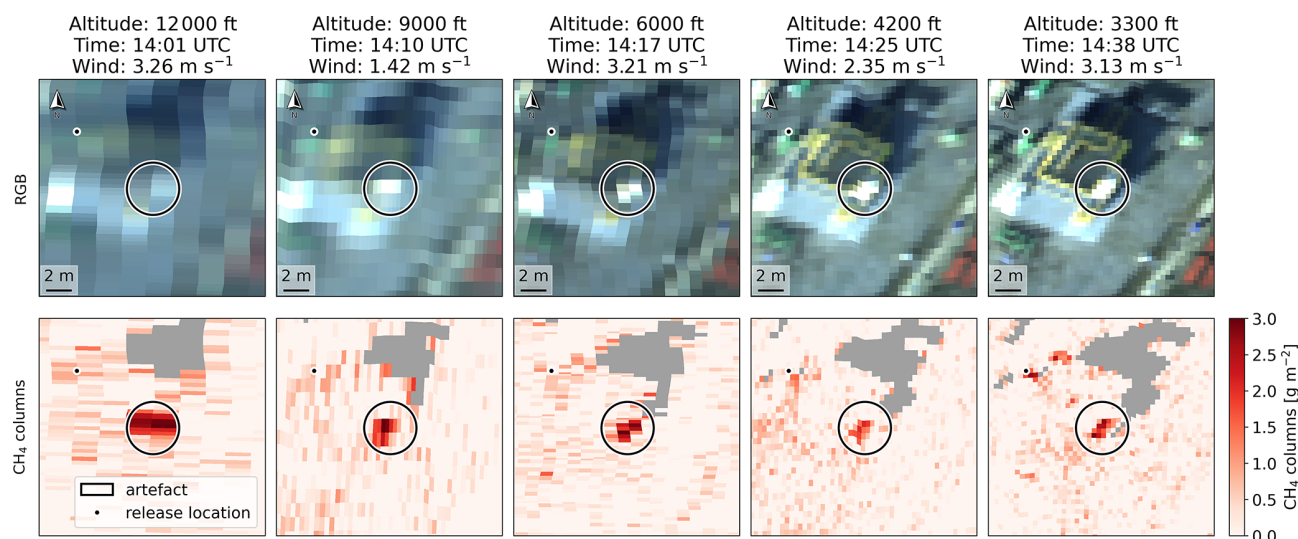 Altitude: 12 000 ft
Time: 14:01 UTC
Wind: 3.26 m s⁻¹
Altitude: 9000 ft
Time: 14:10 UTC
Wind: 1.42 m s⁻¹
Altitude: 6000 ft
Time: 14:17 UTC
Wind: 3.21 m s⁻¹
Altitude: 4200 ft
Time: 14:25 UTC
Wind: 2.35 m s⁻¹
Altitude: 3300 ft
Time: 14:38 UTC
Wind: 3.13 m s⁻¹
RGB
N
N
N
N
N
2 m
2 m
2 m
2 m
2 m
CH₄ columns
artefact
release location
3.0
2.5
2.0
1.5
1.0
0.5
0.0
CH₄ columns [g m⁻²]